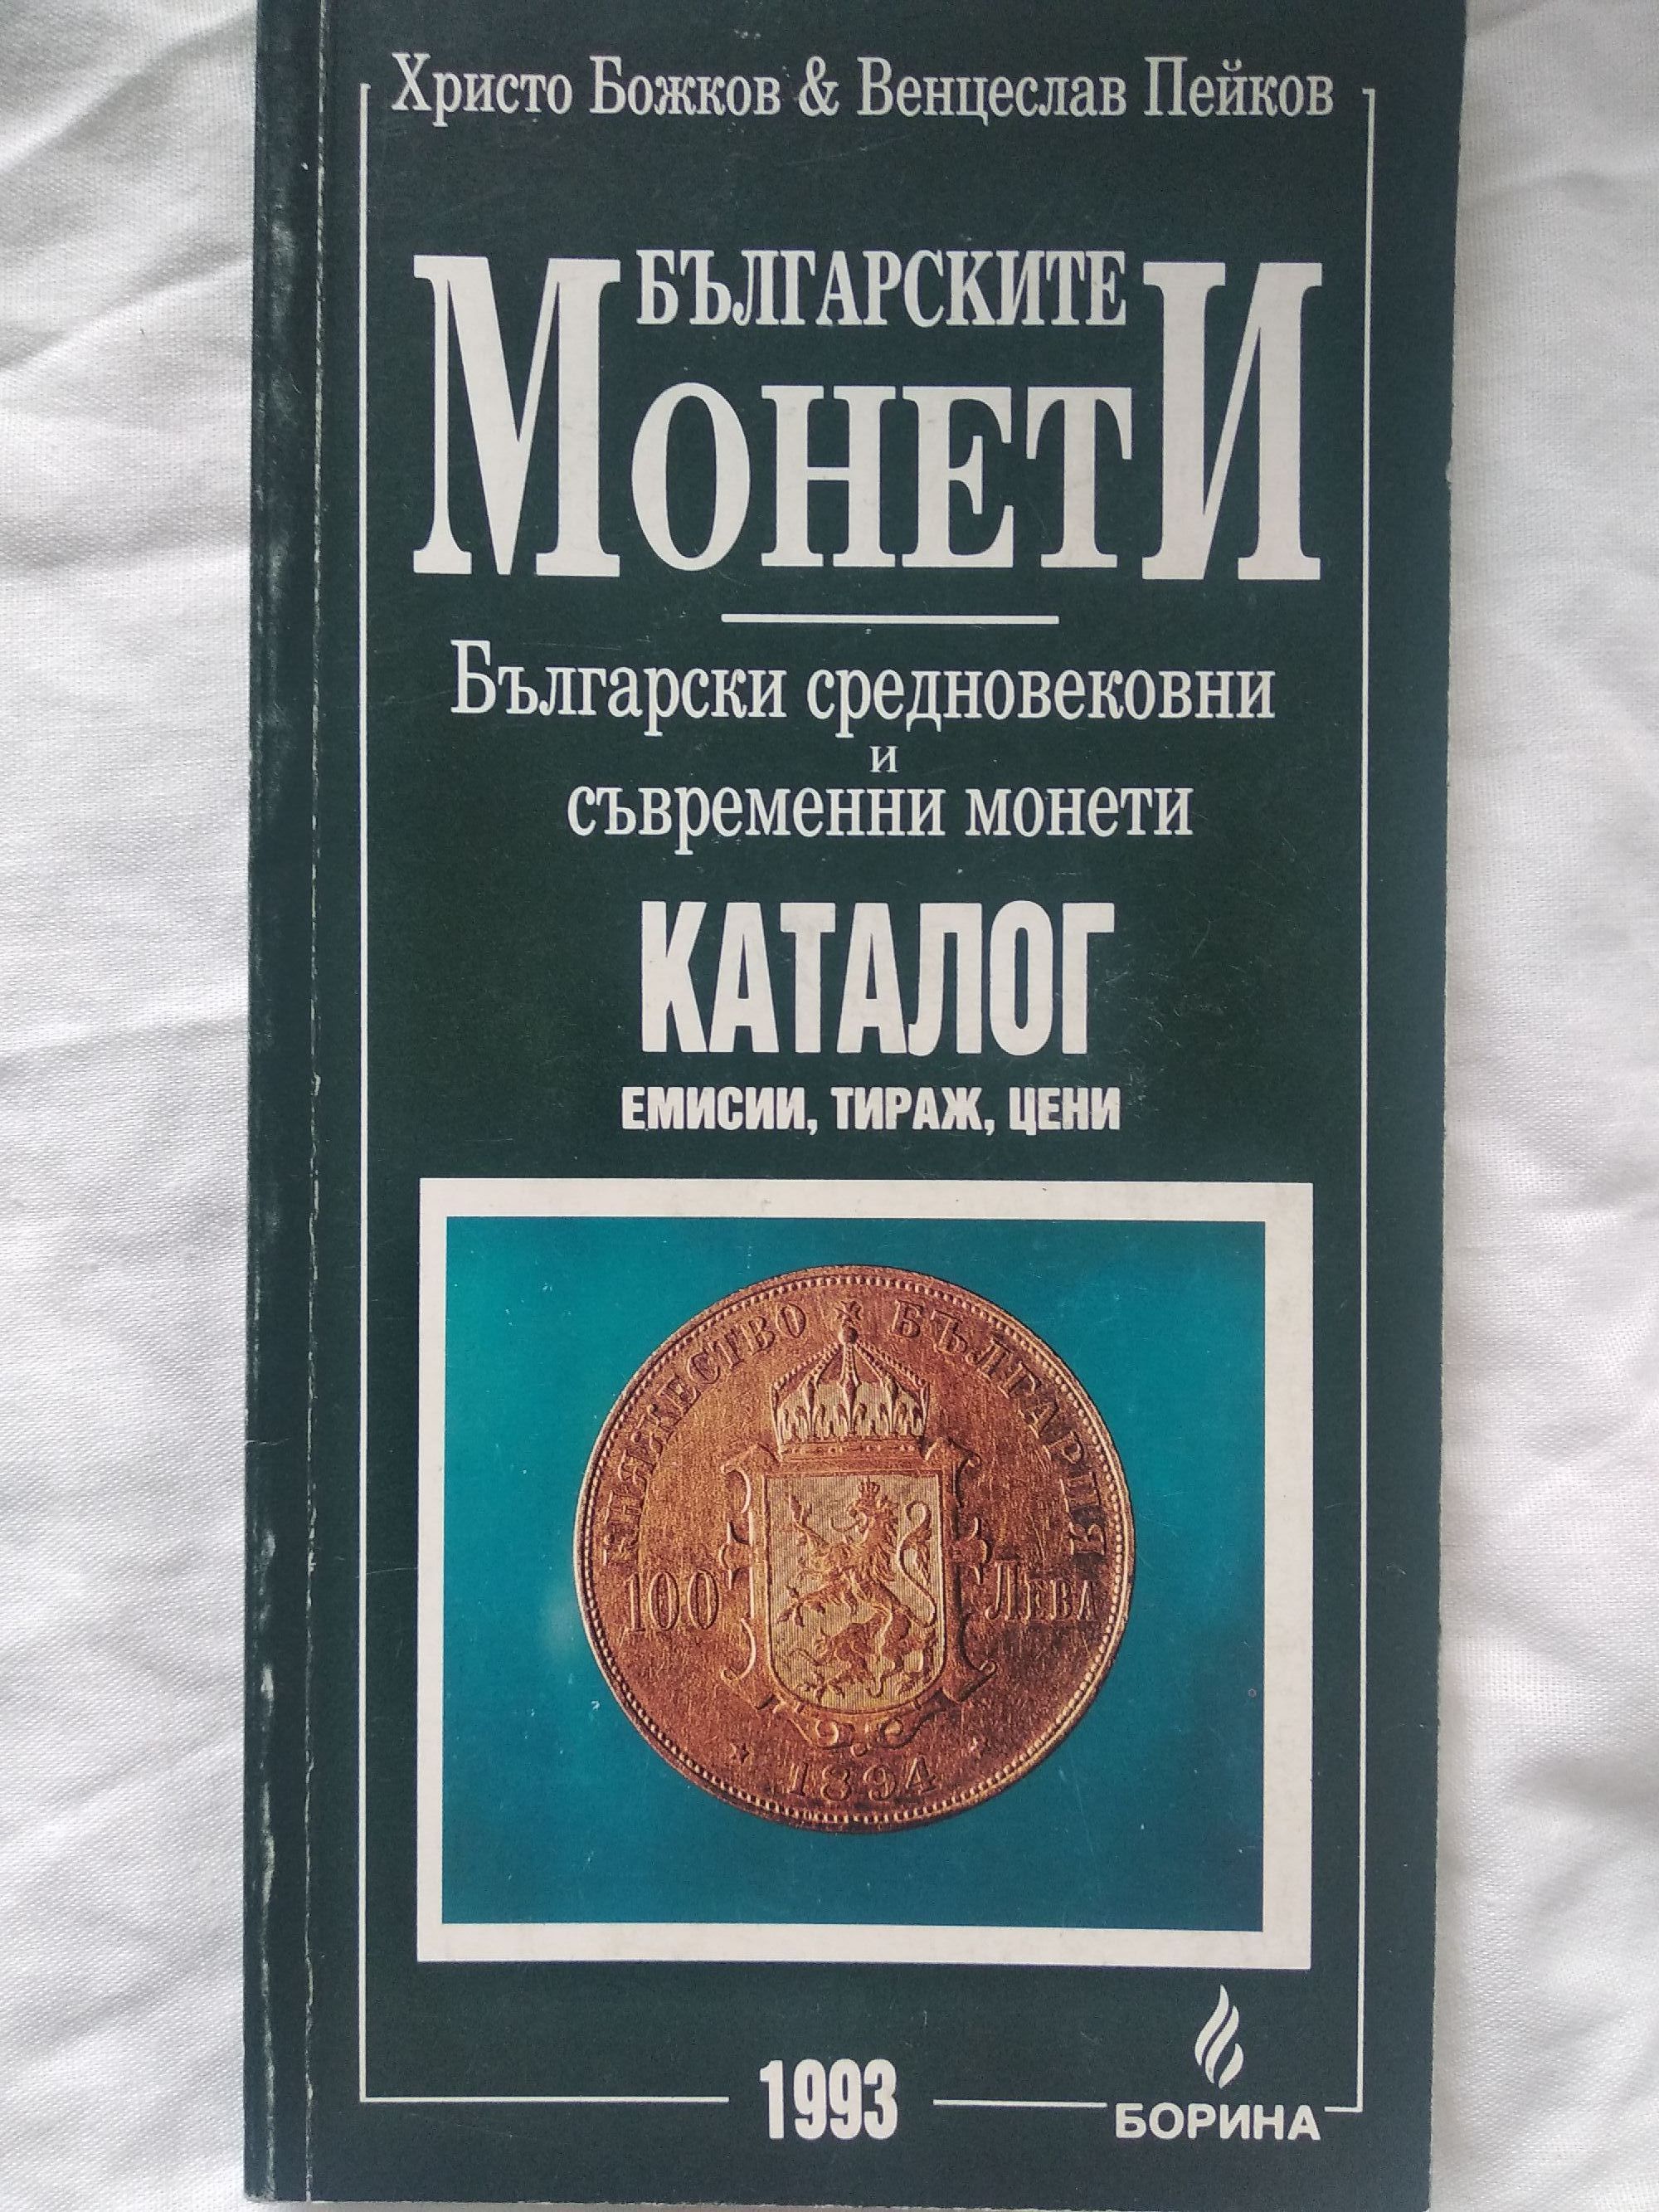 Христо Божков & Венцеслав Пейков
БЪЛГАРСКИТЕ
МОНЕТИ
Български средновековни
и
съвременни монети
КАТАЛОГ
ЕМИСИИ, ТИРАЖ, ЦЕНИ
КНЯЖЕСТВО ★ БЪЛГАРИЯ
100 ЛЕВА
1894
1993
БОРИНА